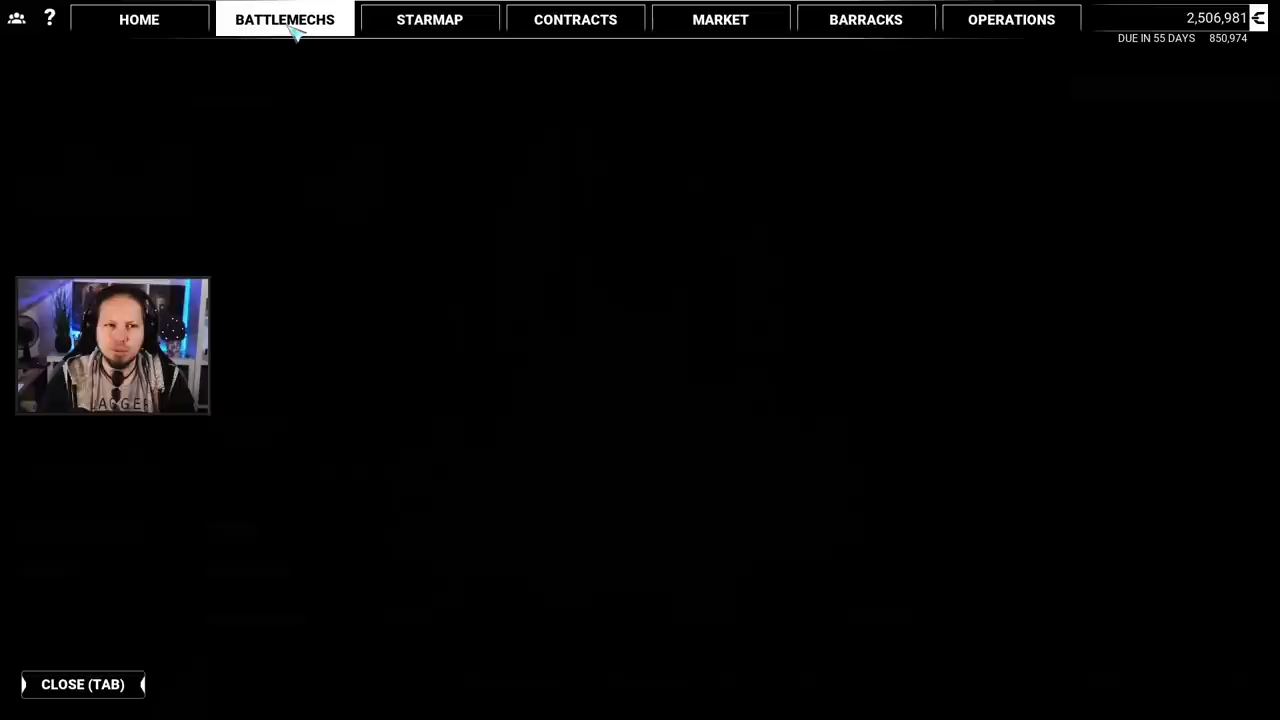 ?
HOME
BATTLEMECHS
STARMAP
CONTRACTS
MARKET
BARRACKS
OPERATIONS
2,506,981
DUE IN 55 DAYS 850,974
CLOSE (TAB)